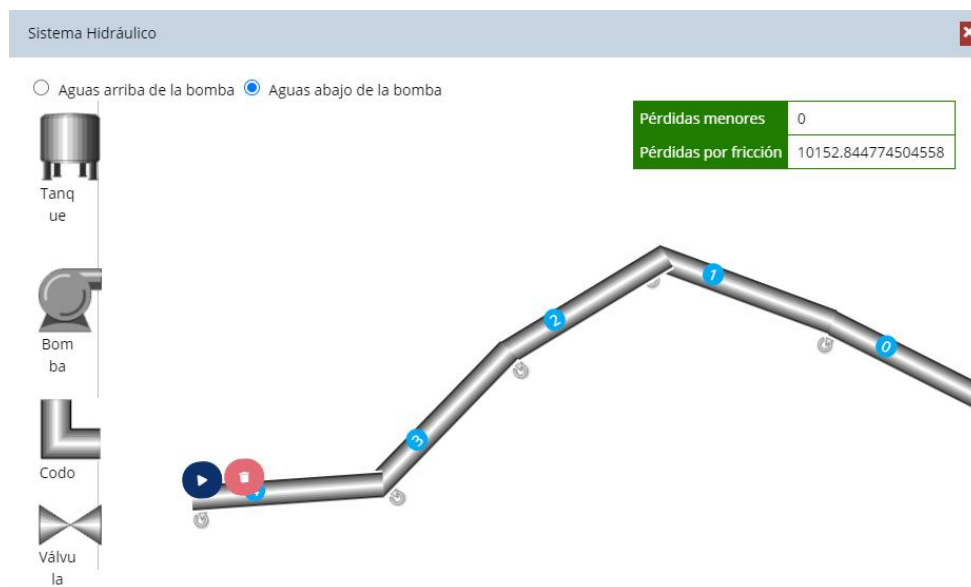 Sistema Hidráulico
Aguas arriba de la bomba Aguas abajo de la bomba
Pérdidas menores 0
Pérdidas por fricción 10152.844774504558
Tanq
ue
Bom
ba
Codo
Válvu
la
1
2
0
3